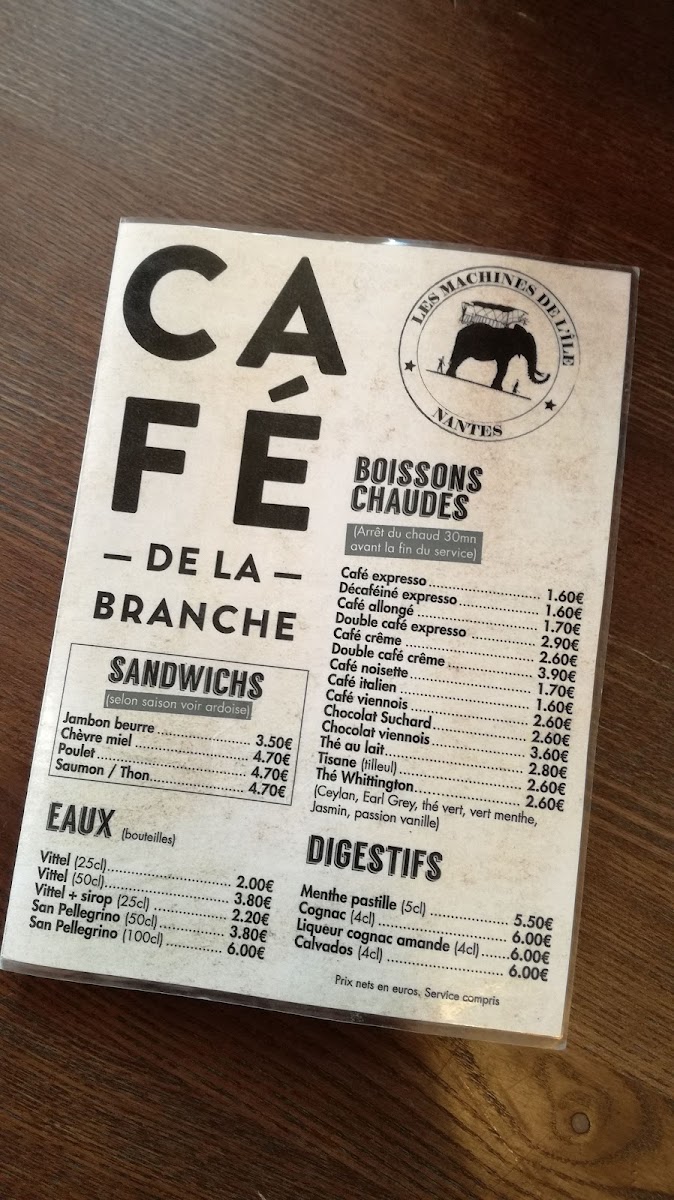 CA
FÉ
— DE LA —
BRANCHE
LES MACHINES DE L'ÎLE
NANTES
SANDWICHS
(selon saison voir ardoise)
Jambon beurre ........ 3.50€
Chèvre miel ........ 4.70€
Poulet ........ 4.70€
Saumon / Thon ........ 4.70€
EAUX (bouteilles)
Vittel (25cl) ........ 2.00€
Vittel (50cl) ........ 3.80€
Vittel + sirop (25cl) ........ 2.20€
San Pellegrino (50cl) ........ 3.80€
San Pellegrino (100cl) ........ 6.00€
BOISSONS
CHAUDES
(Arrêt du chaud 30mn
avant la fin du service)
Café expresso ........ 1.60€
Décaféiné expresso ........ 1.60€
Café allongé ........ 1.70€
Double café expresso ........ 2.90€
Café crême ........ 2.60€
Double café crême ........ 3.90€
Café noisette ........ 1.70€
Café italien ........ 1.60€
Café viennois ........ 2.60€
Chocolat Suchard ........ 2.60€
Chocolat viennois ........ 3.60€
Thé au lait ........ 2.80€
Tisane (tilleul) ........ 2.60€
Thé Whittington ........ 2.60€
(Ceylan, Earl Grey, thé vert, vert menthe,
Jasmin, passion vanille)
DIGESTIFS
Menthe pastille (5cl) ........ 5.50€
Cognac (4cl) ........ 6.00€
Liqueur cognac amande (4cl) ...... 6.00€
Calvados (4cl) ........ 6.00€
Prix nets en euros, Service compris